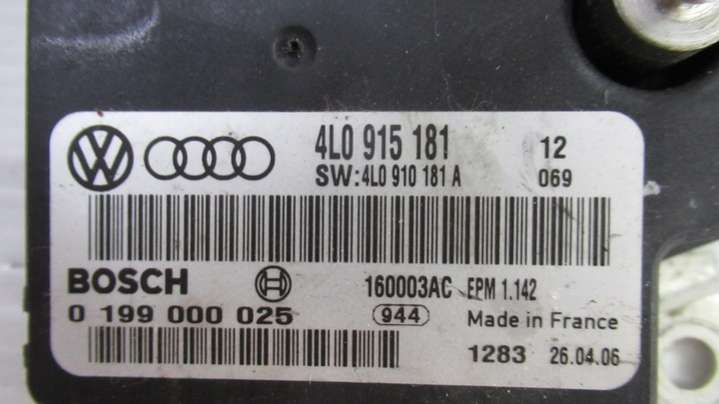 4L0 915 181 12
SW:4L0 910 181 A 069
BOSCH 160003AC EPM 1.142
0 199 000 025 944 Made in France
1283 26.04.06